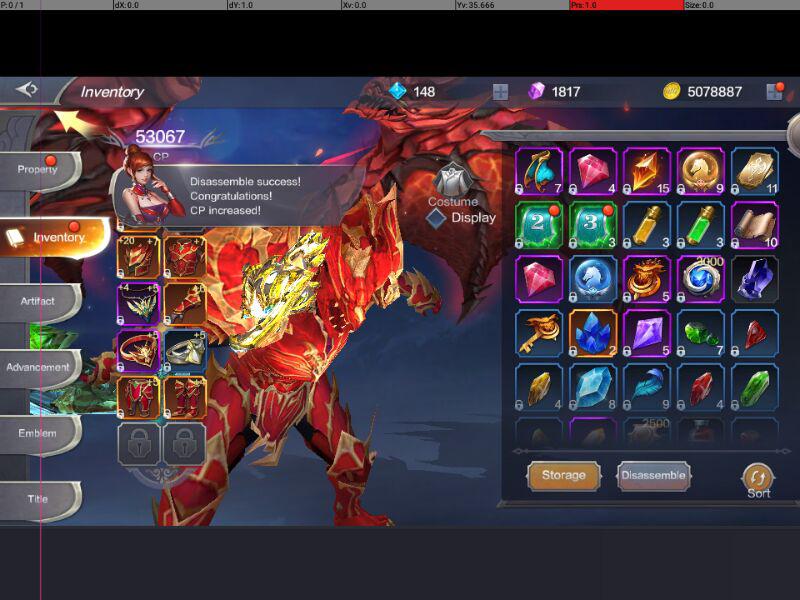 P: 0 / 1 dX: 0.0 dY: 1.0 Xv: 0.0 Yv: 35.666 Prs: 1.0 Size: 0.0
Inventory 148 1817 5078887
53067
CP
Property
Disassemble success!
Congratulations!
CP increased!
Costume
Display
7 4 15 9 11
Inventory
2 3
3 3 3 10
+20
3000
5
Artifact
2 5 7
Advancement
4 8 9 4
Emblem
2500
Storage Disassemble
Sort
Title